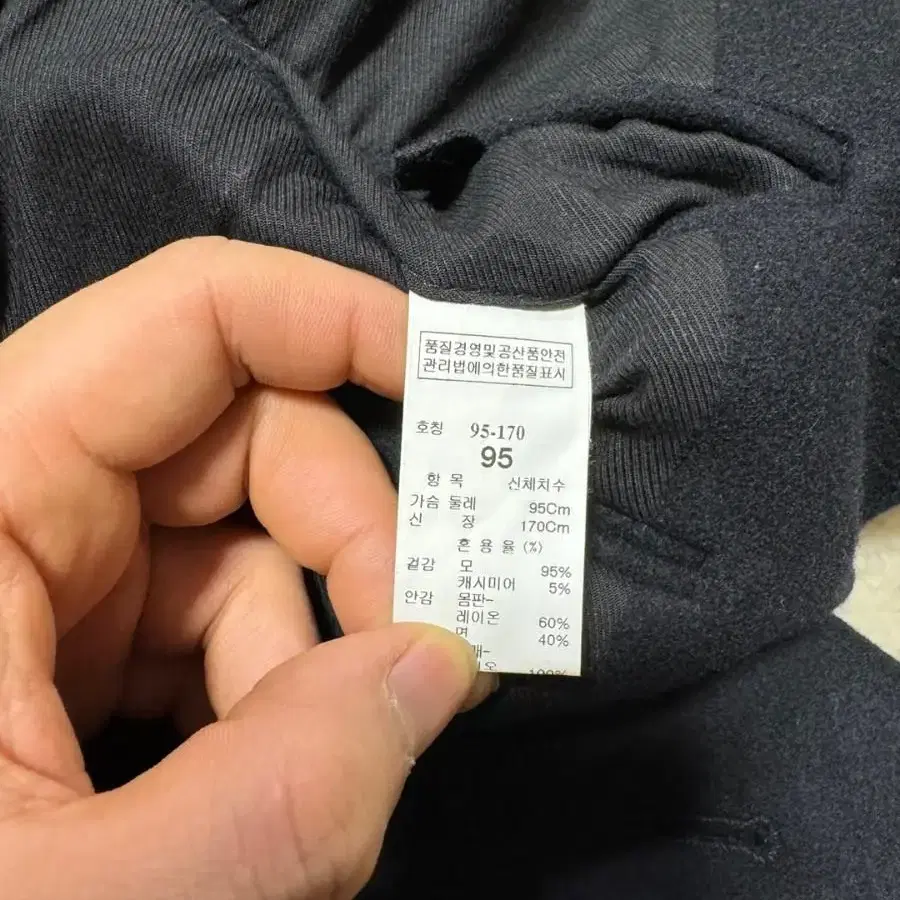 품질경영및공산품안전
관리법에의한품질표시
호칭 95-170
95
항 목 신체치수
가슴 둘레 95Cm
신 장 170Cm
혼 용 율 (%)
겉감 모 95%
캐시미어 5%
안감 몸판-
레이온 60%
면 40%
100%